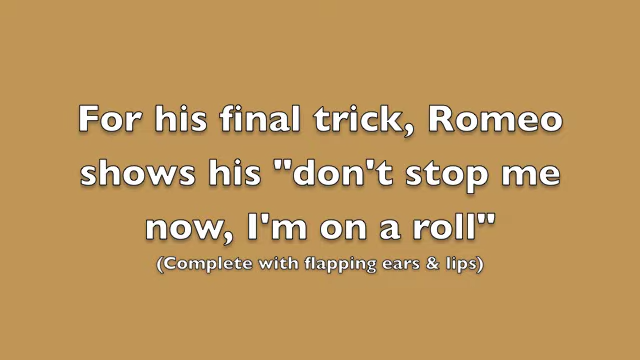 For his final trick, Romeo
shows his "don't stop me
now, I'm on a roll"
(Complete with flapping ears & lips)